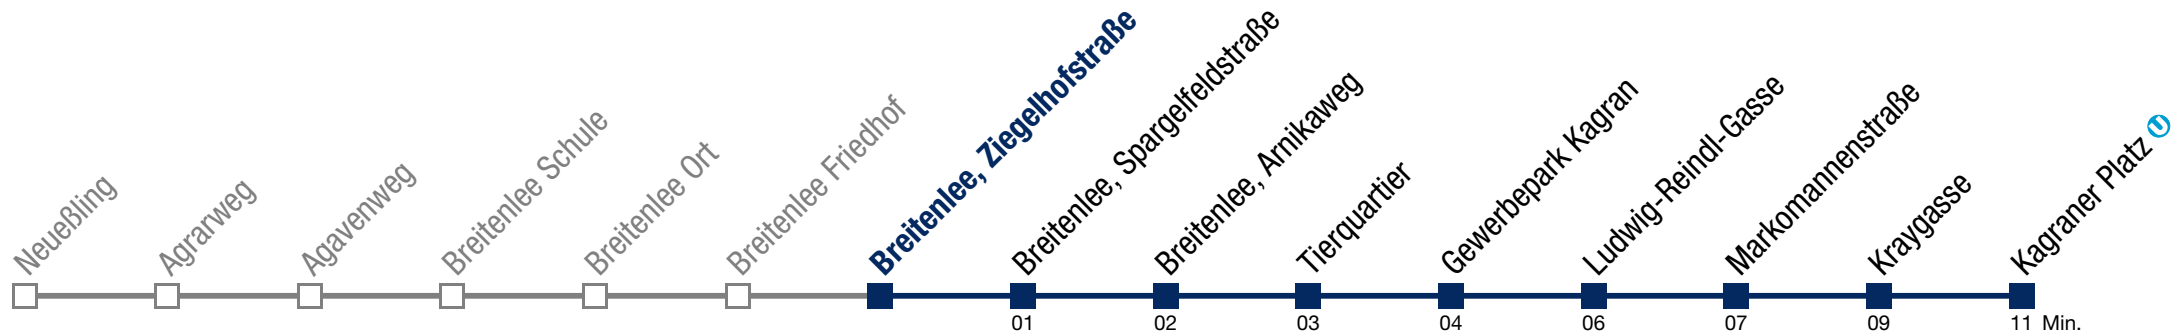 Neueßling
Agrarweg
Agavenweg
Breitenlee Schule
Breitenlee Ort
Breitenlee Friedhof
Breitenlee, Ziegelhofstraße
Breitenlee, Spargelfeldstraße
Breitenlee, Arnikaweg
Tierquartier
Gewerbepark Kagran
Ludwig-Reindl-Gasse
Markomannenstraße
Kraygasse
Kagraner Platz U
01 02 03 04 06 07 09 11 Min.